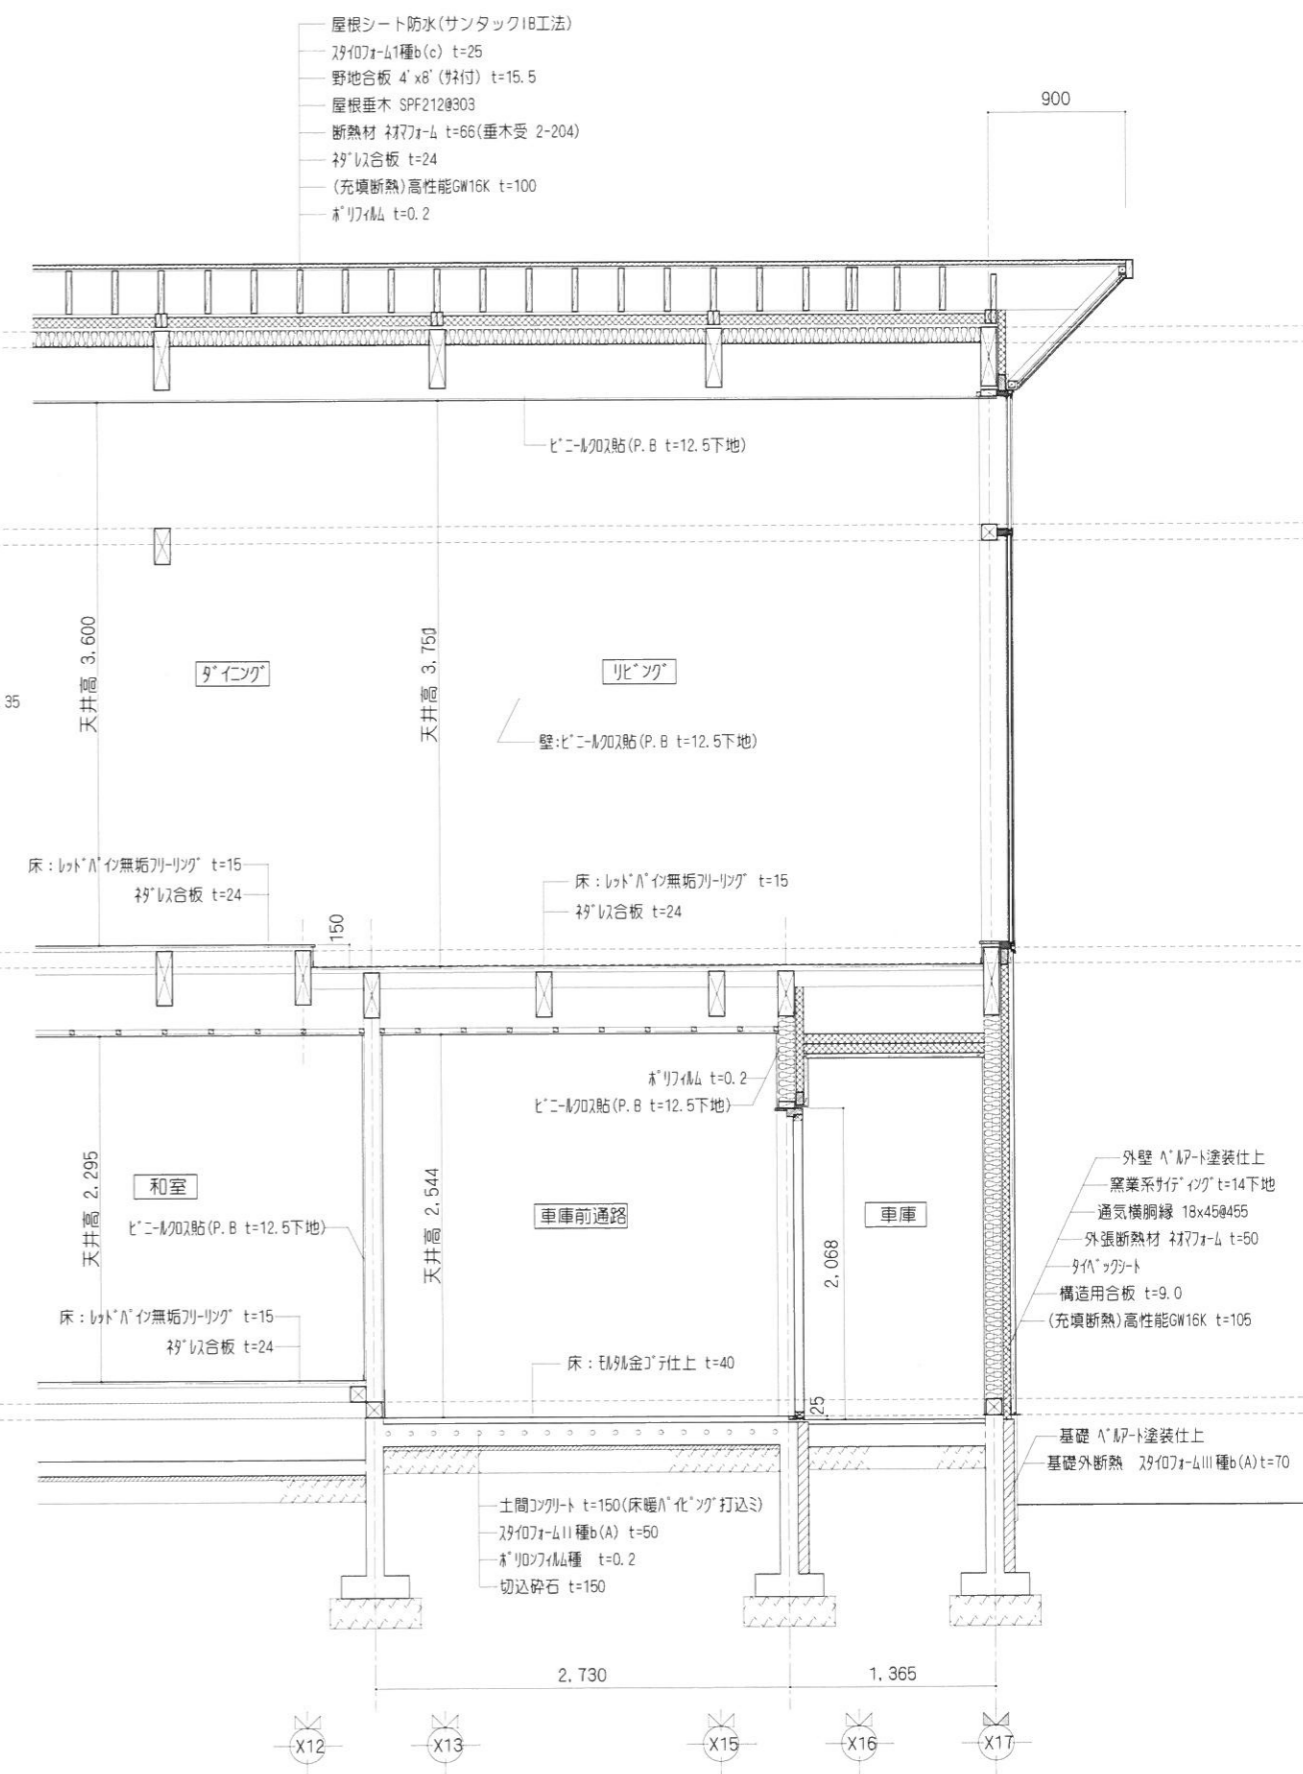 屋根シート防水(サンタックIB工法)
スタイロフォーム1種b(c) t=25
野地合板 4'x8'(サネ付) t=15.5
屋根垂木 SPF212@303
断熱材 ネオマフォーム t=66(垂木受 2-204)
ネダレス合板 t=24
(充填断熱)高性能GW16K t=100
ポリフィルム t=0.2
900
ビニールクロス貼(P.B t=12.5下地)
天井高 3.600
天井高 3.750
ダイニング
リビング
35
壁:ビニールクロス貼(P.B t=12.5下地)
床:レッドパイン無垢フリーリング t=15
ネダレス合板 t=24
150
床:レッドパイン無垢フリーリング t=15
ネダレス合板 t=24
ポリフィルム t=0.2
ビニールクロス貼(P.B t=12.5下地)
天井高 2.295
和室
ビニールクロス貼(P.B t=12.5下地)
天井高 2.544
車庫前通路
車庫
2,068
外壁 ベルアート塗装仕上
窯業系サイディング t=14下地
通気横胴縁 18x45@455
外張断熱材 ネオマフォーム t=50
タイベックシート
構造用合板 t=9.0
(充填断熱)高性能GW16K t=105
床:レッドパイン無垢フリーリング t=15
ネダレス合板 t=24
床:モルタル金ゴテ仕上 t=40
25
基礎 ベルアート塗装仕上
基礎外断熱 スタイロフォームIII種b(A)t=70
土間コンクリート t=150(床暖パイピング打込ミ)
スタイロフォームII種b(A) t=50
ポリロンフィルム種 t=0.2
切込砕石 t=150
2,730
1,365
X12
X13
X15
X16
X17